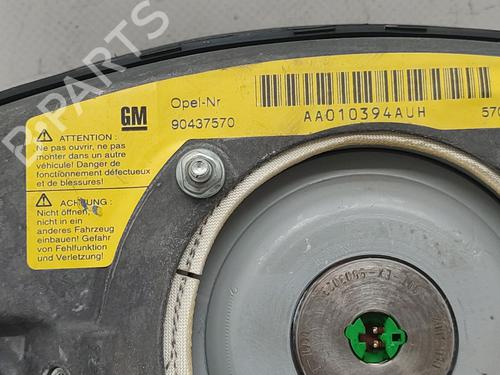 B-PARTS
GM
Opel-Nr
90437570
AA010394AUH
570
ATTENTION :
Ne pas ouvrir, ne pas
monter dans un autre
véhicule! Danger de
fonctionnement défectueux
et de blessures!
ACHTUNG :
Nicht öffnen,
nicht in ein
anderes Fahrzeug
einbauen! Gefahr
von Fehlfunktion
und Verletzung!